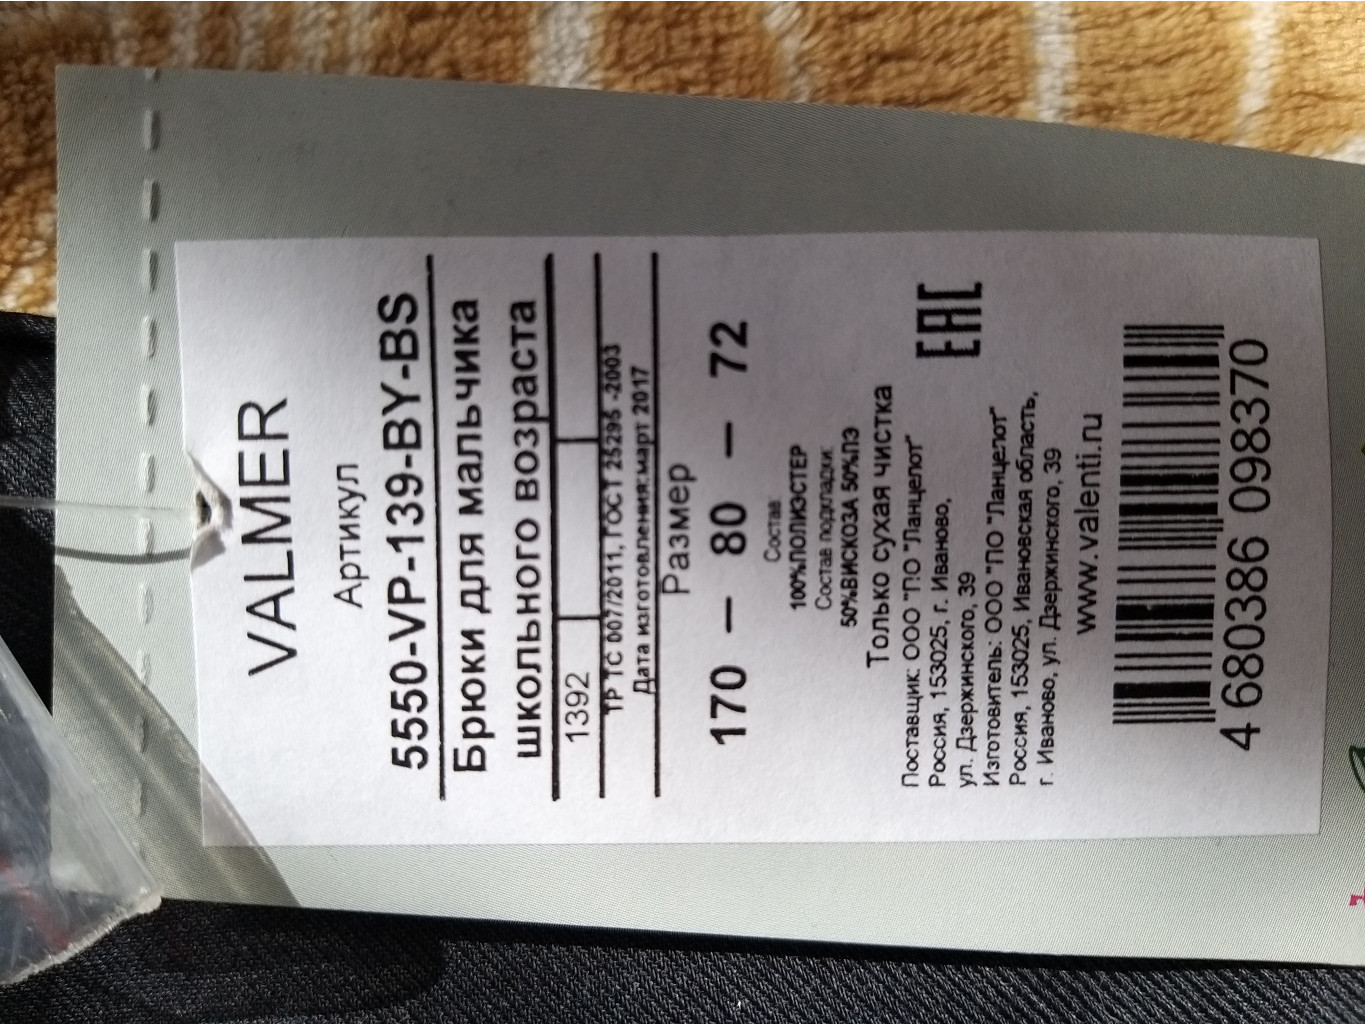 VALMER
Артикул
5550-VP-139-BY-BS
Брюки для мальчика
школьного возраста
1392
ТР ТС 007/2011, ГОСТ 25295 -2003
Дата изготовления:март 2017
Размер
170 – 80 – 72
Состав:
100%ПОЛИЭСТЕР
Состав подкладки:
50%ВИСКОЗА 50%ПЭ
Только сухая чистка
Поставщик: ООО "ПО "Ланцелот"
Россия, 153025, г. Иваново,
ул. Дзержинского, 39
EAC
Изготовитель: ООО "ПО "Ланцелот"
Россия, 153025, Ивановская область,
г. Иваново, ул. Дзержинского, 39
www.valenti.ru
4 680386 098370